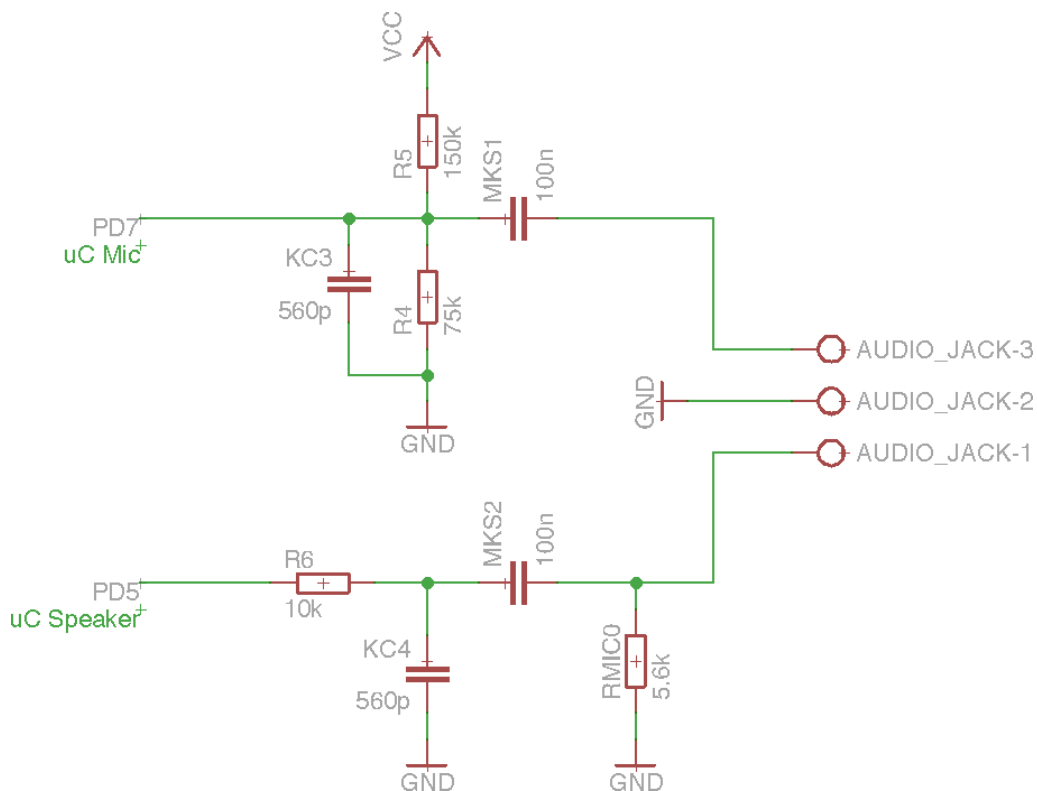 VCC
R5
150k
MKS1
100n
PD7
uC Mic
KC3
560p
R4
75k
GND
AUDIO_JACK-3
GND
AUDIO_JACK-2
AUDIO_JACK-1
MKS2
100n
R6
10k
PD5
uC Speaker
KC4
560p
RMIC0
5.6k
GND
GND